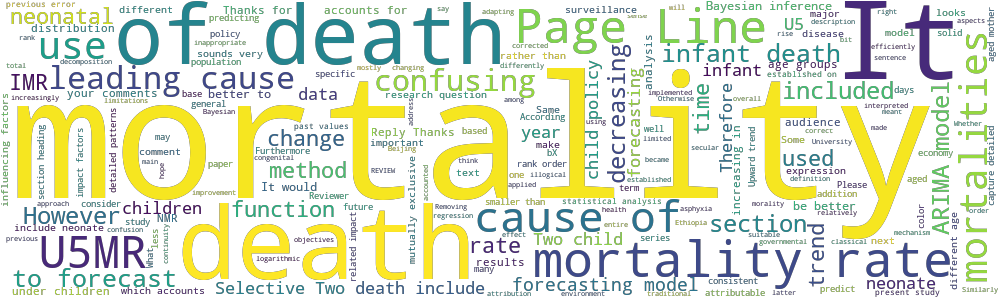 mortality
of death
death
It
mortality rate
U5MR
cause of
Page
Line
use
leading cause
confusing
mortalities
infant death
included
decreasing
ARIMA model
change
method
However
function
to forecast
section
used
time
trend
rate
neonatal
IMR
children
data
year
better to
be better
Therefore
forecasting model
Two child
neonate
Selective Two
death include
child policy
forecasting
infant
age groups
U5
Bayesian inference
surveillance
major
model
disease
looks
solid
Thanks for
accounts for
distribution
different
policy
population
predicting
sounds very
rather than
previous error
your comments
influencing factors
detailed patterns
section heading
impact factors
research question
Reply Thanks
based
important
past values
Furthermore
Same
According
make
bX
rank order
smaller than
statistical analysis
mutually exclusive
attributable
consistent
Upward trend
increasing in
expression
definition
addition
Please
Some
University
audience
economy
capture detailed
different age
aged mother
implemented
Otherwise
established on
description
efficiently
sentence
inappropriate
decomposition
specific
mostly
changing
differently
corrected
limited
became
secular
overall
interpreted
meant
correct
relatively
mechanism
classical
next
governmental
suitable
Ethiopia
morality
present study
predict
color
order
Similarly
Whether
traditional
environment
attribution
established
illogical
asphyxia
health
entire
series
effect
logarithmic
related impact
include neonate
under children
which accounts
continuity
confusion
objectives
regression
Removing
REVIEW
Reviewer
Beijing
congenital
limitations
increasingly
general
Bayesian
comment
consider
approach
improvement
previous
NMR
study
paper
future
results
many
term
text
think
accounted
address
among
using
applied
well
say
adapting
aspects
right
rank
total
base
may
hope
main
less
aged
days
made
will
analysis